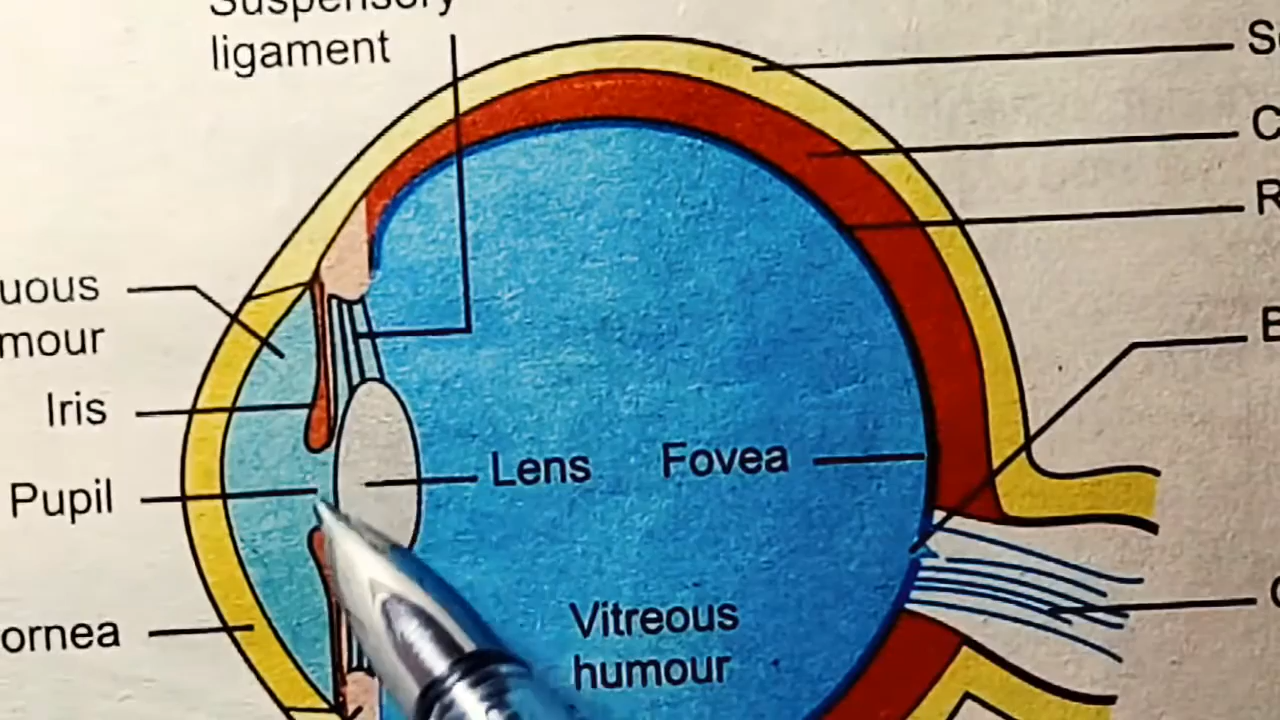 Suspensory
ligament
uous
mour
Iris
Pupil
ornea
Lens
Fovea
Vitreous
humour
S
C
R
B